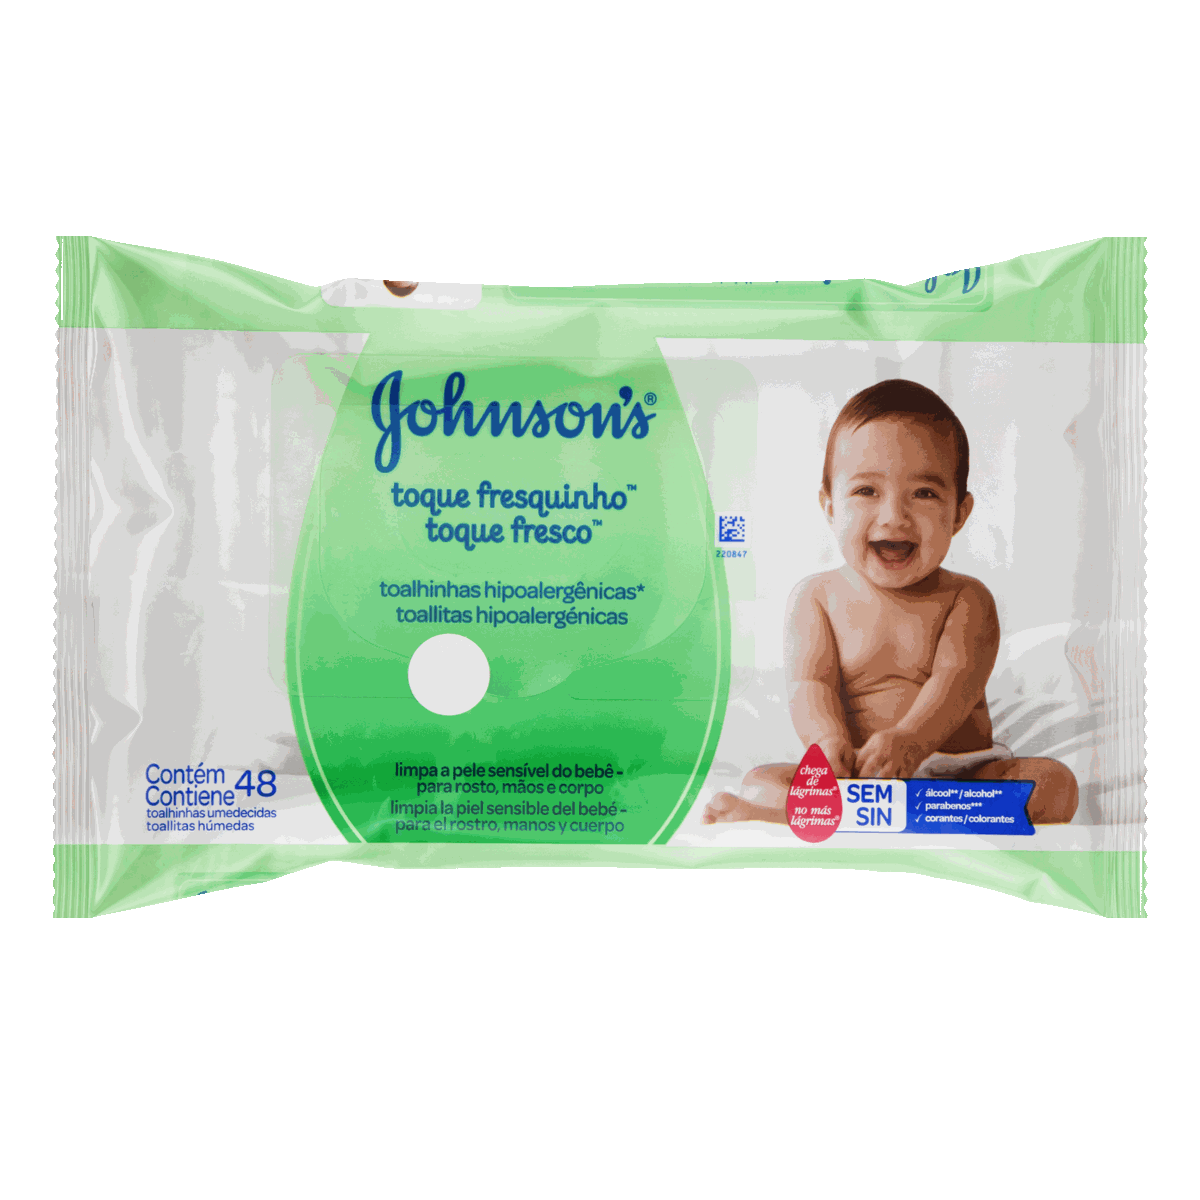 Johnson's®
toque fresquinho™
toque fresco™
toalhinhas hipoalergênicas*
toallitas hipoalergénicas
220847
limpa a pele sensível do bebê -
para rosto, mãos e corpo
limpia la piel sensible del bebé -
para el rostro, manos y cuerpo
Contém
Contiene 48
toalhinhas umedecidas
toallitas húmedas
chega
de
lágrimas®
no más
lágrimas®
SEM
SIN
✓ álcool**/alcohol**
✓ parabenos***
✓ corantes/colorantes